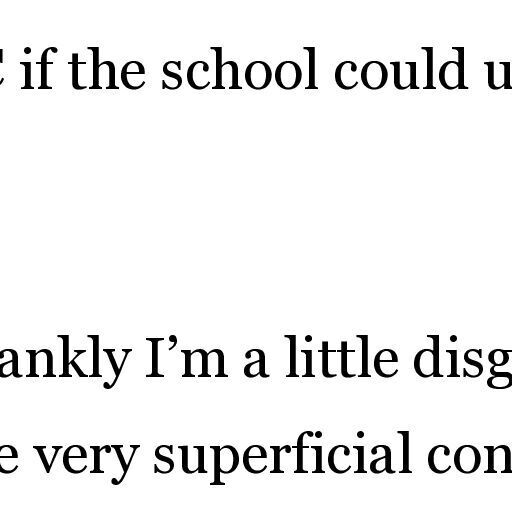 if the school could
ankly I’m a little disg
e very superficial con